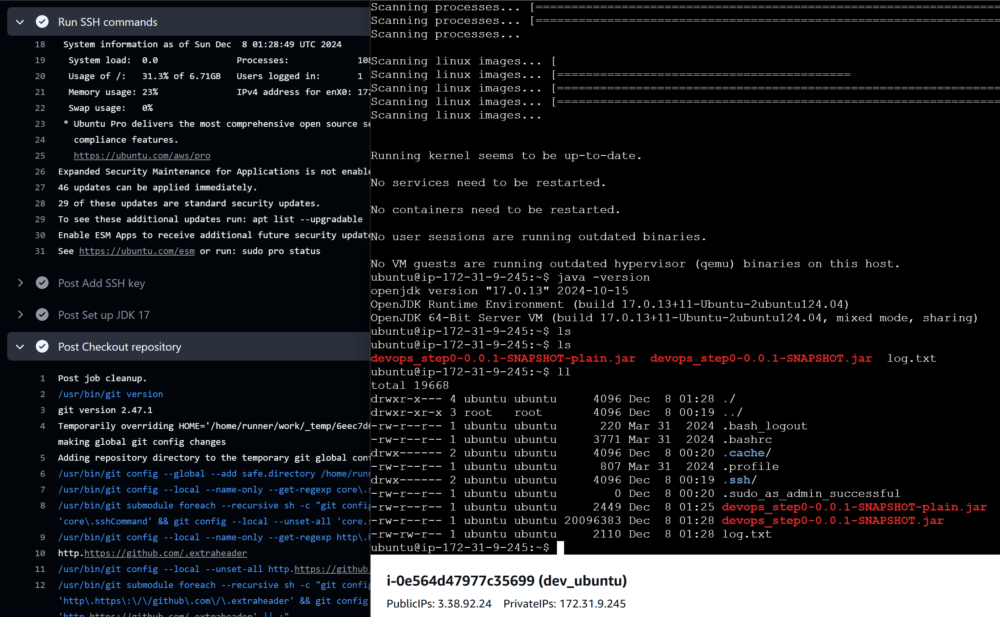 Run SSH commands
18 System information as of Sun Dec  8 01:28:49 UTC 2024
19 System load:  0.0 Processes: 108
20 Usage of /:   31.3% of 6.71GB Users logged in: 1
21 Memory usage: 23% IPv4 address for enX0: 172
22 Swap usage:   0%
23 * Ubuntu Pro delivers the most comprehensive open source se
24 compliance features.
25 https://ubuntu.com/aws/pro
26 Expanded Security Maintenance for Applications is not enable
27 46 updates can be applied immediately.
28 29 of these updates are standard security updates.
29 To see these additional updates run: apt list --upgradable
30 Enable ESM Apps to receive additional future security update
31 See https://ubuntu.com/esm or run: sudo pro status
Post Add SSH key
Post Set up JDK 17
Post Checkout repository
1 Post job cleanup.
2 /usr/bin/git version
3 git version 2.47.1
4 Temporarily overriding HOME='/home/runner/work/_temp/6eec7d6
making global git config changes
5 Adding repository directory to the temporary git global conf
6 /usr/bin/git config --global --add safe.directory /home/runn
7 /usr/bin/git config --local --name-only --get-regexp core\.s
8 /usr/bin/git submodule foreach --recursive sh -c "git config
'core\.sshCommand' && git config --local --unset-all 'core.s
9 /usr/bin/git config --local --name-only --get-regexp http\.h
10 http.https://github.com/.extraheader
11 /usr/bin/git config --local --unset-all http.https://github.
12 /usr/bin/git submodule foreach --recursive sh -c "git config
'http\.https\:\/\/github\.com\/\.extraheader' && git config
'http.https://github.com/.extraheader' || :"
Scanning processes... [==========================================================
Scanning processes... [==========================================================
Scanning processes...
Scanning linux images... [
Scanning linux images... [=========================================
Scanning linux images... [==============================================================
Scanning linux images... [==============================================================
Scanning linux images...
Running kernel seems to be up-to-date.
No services need to be restarted.
No containers need to be restarted.
No user sessions are running outdated binaries.
No VM guests are running outdated hypervisor (qemu) binaries on this host.
ubuntu@ip-172-31-9-245:~$ java -version
openjdk version "17.0.13" 2024-10-15
OpenJDK Runtime Environment (build 17.0.13+11-Ubuntu-2ubuntu124.04)
OpenJDK 64-Bit Server VM (build 17.0.13+11-Ubuntu-2ubuntu124.04, mixed mode, sharing)
ubuntu@ip-172-31-9-245:~$ ls
ubuntu@ip-172-31-9-245:~$ ls
devops_step0-0.0.1-SNAPSHOT-plain.jar  devops_step0-0.0.1-SNAPSHOT.jar  log.txt
ubuntu@ip-172-31-9-245:~$ ll
total 19668
drwxr-x--- 4 ubuntu ubuntu     4096 Dec  8 01:28 ./
drwxr-xr-x 3 root   root       4096 Dec  8 00:19 ../
-rw-r--r-- 1 ubuntu ubuntu      220 Mar 31  2024 .bash_logout
-rw-r--r-- 1 ubuntu ubuntu     3771 Mar 31  2024 .bashrc
drwx------ 2 ubuntu ubuntu     4096 Dec  8 00:20 .cache/
-rw-r--r-- 1 ubuntu ubuntu      807 Mar 31  2024 .profile
drwx------ 2 ubuntu ubuntu     4096 Dec  8 00:19 .ssh/
-rw-r--r-- 1 ubuntu ubuntu        0 Dec  8 00:20 .sudo_as_admin_successful
-rw-r--r-- 1 ubuntu ubuntu     2449 Dec  8 01:25 devops_step0-0.0.1-SNAPSHOT-plain.jar
-rw-r--r-- 1 ubuntu ubuntu 20096383 Dec  8 01:28 devops_step0-0.0.1-SNAPSHOT.jar
-rw-rw-r-- 1 ubuntu ubuntu     2110 Dec  8 01:28 log.txt
ubuntu@ip-172-31-9-245:~$
i-0e564d47977c35699 (dev_ubuntu)
PublicIPs: 3.38.92.24 PrivateIPs: 172.31.9.245